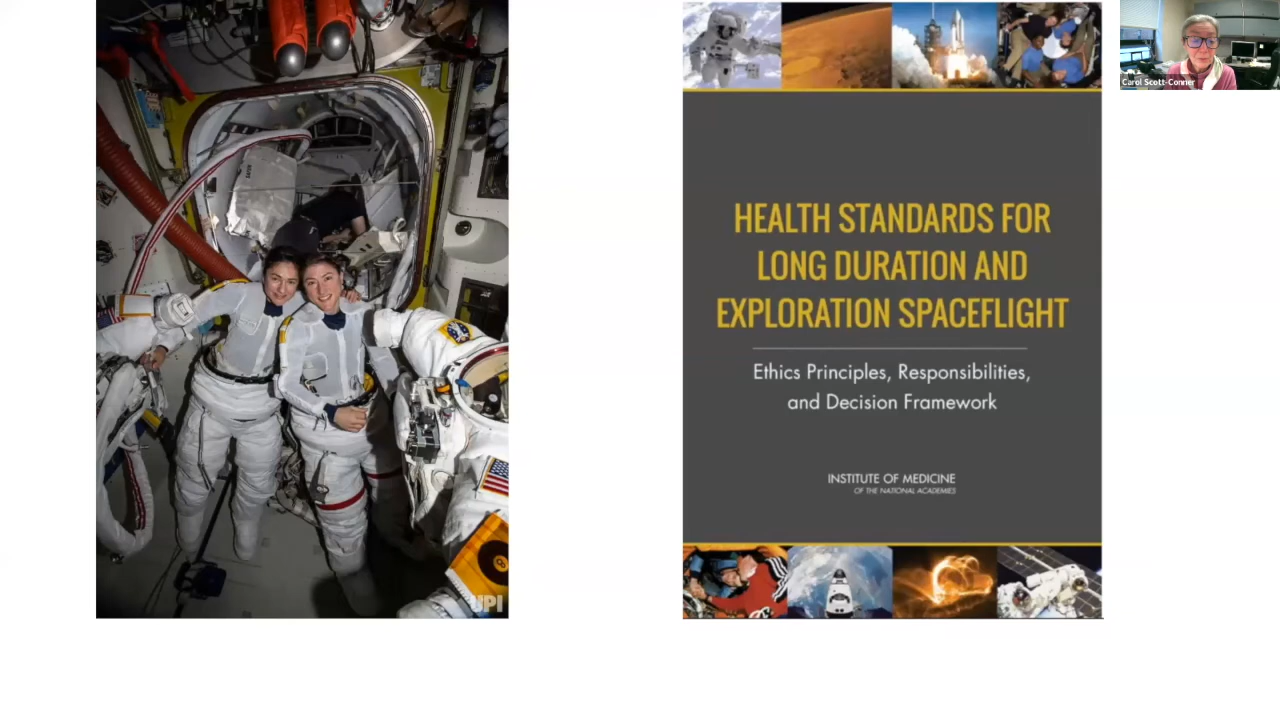 UPI
HEALTH STANDARDS FOR
LONG DURATION AND
EXPLORATION SPACEFLIGHT
Ethics Principles, Responsibilities,
and Decision Framework
INSTITUTE OF MEDICINE
OF THE NATIONAL ACADEMIES
Carol Scott-Conner